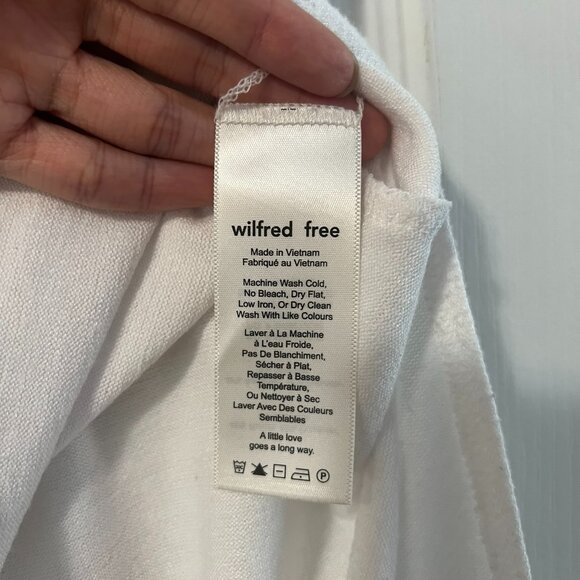 wilfred free
Made in Vietnam
Fabriqué au Vietnam
Machine Wash Cold,
No Bleach, Dry Flat,
Low Iron, Or Dry Clean
Wash With Like Colours
Laver à La Machine
à L'eau Froide,
Pas De Blanchiment,
Sécher à Plat,
Repasser à Basse
Température,
Ou Nettoyer à Sec
Laver Avec Des Couleurs
Semblables
A little love
goes a long way.
P